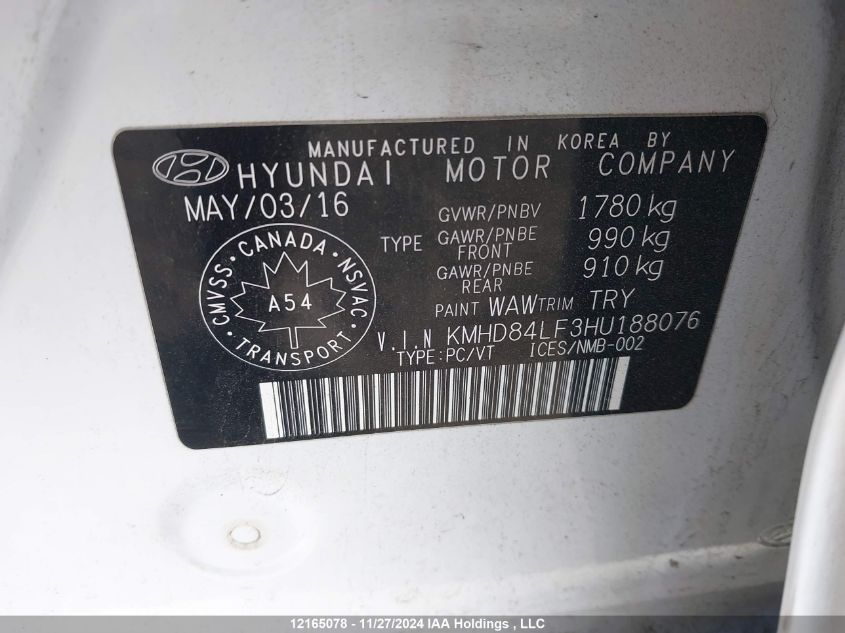 MANUFACTURED IN KOREA BY
HYUNDAI MOTOR COMPANY
MAY/03/16
GVWR/PNBV 1780 kg
TYPE GAWR/PNBE FRONT 990 kg
GAWR/PNBE REAR 910 kg
PAINT WAW TRIM TRY
CMVSS · CANADA · NSVAC
A54
· TRANSPORT ·
V.I.N KMHD84LF3HU188076
TYPE:PC/VT ICES/NMB-002
12165078 - 11/27/2024 IAA Holdings , LLC